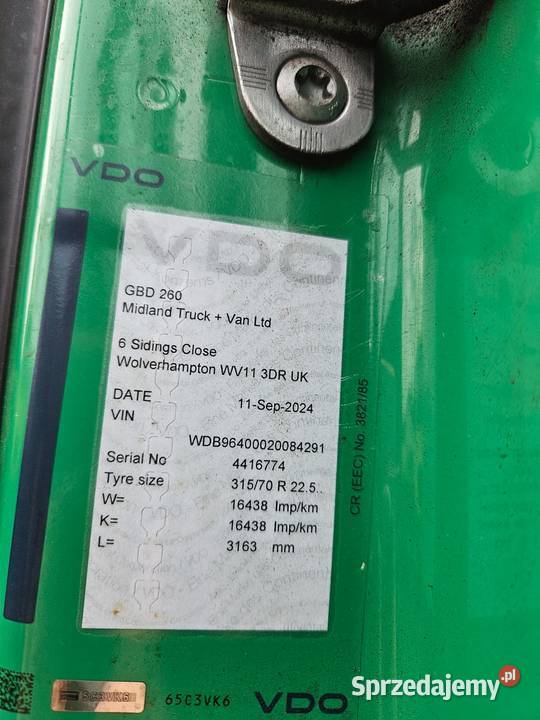 VDO
VDO
GBD 260
Midland Truck + Van Ltd
6 Sidings Close
Wolverhampton WV11 3DR UK
DATE 11-Sep-2024
VIN
WDB96400020084291
Serial No 4416774
Tyre size 315/70 R 22.5..
W= 16438 Imp/km
K= 16438 Imp/km
L= 3163 mm
CR (EEC) No. 3821/85
65C3VK6
VDO
Sprzedajemy.pl